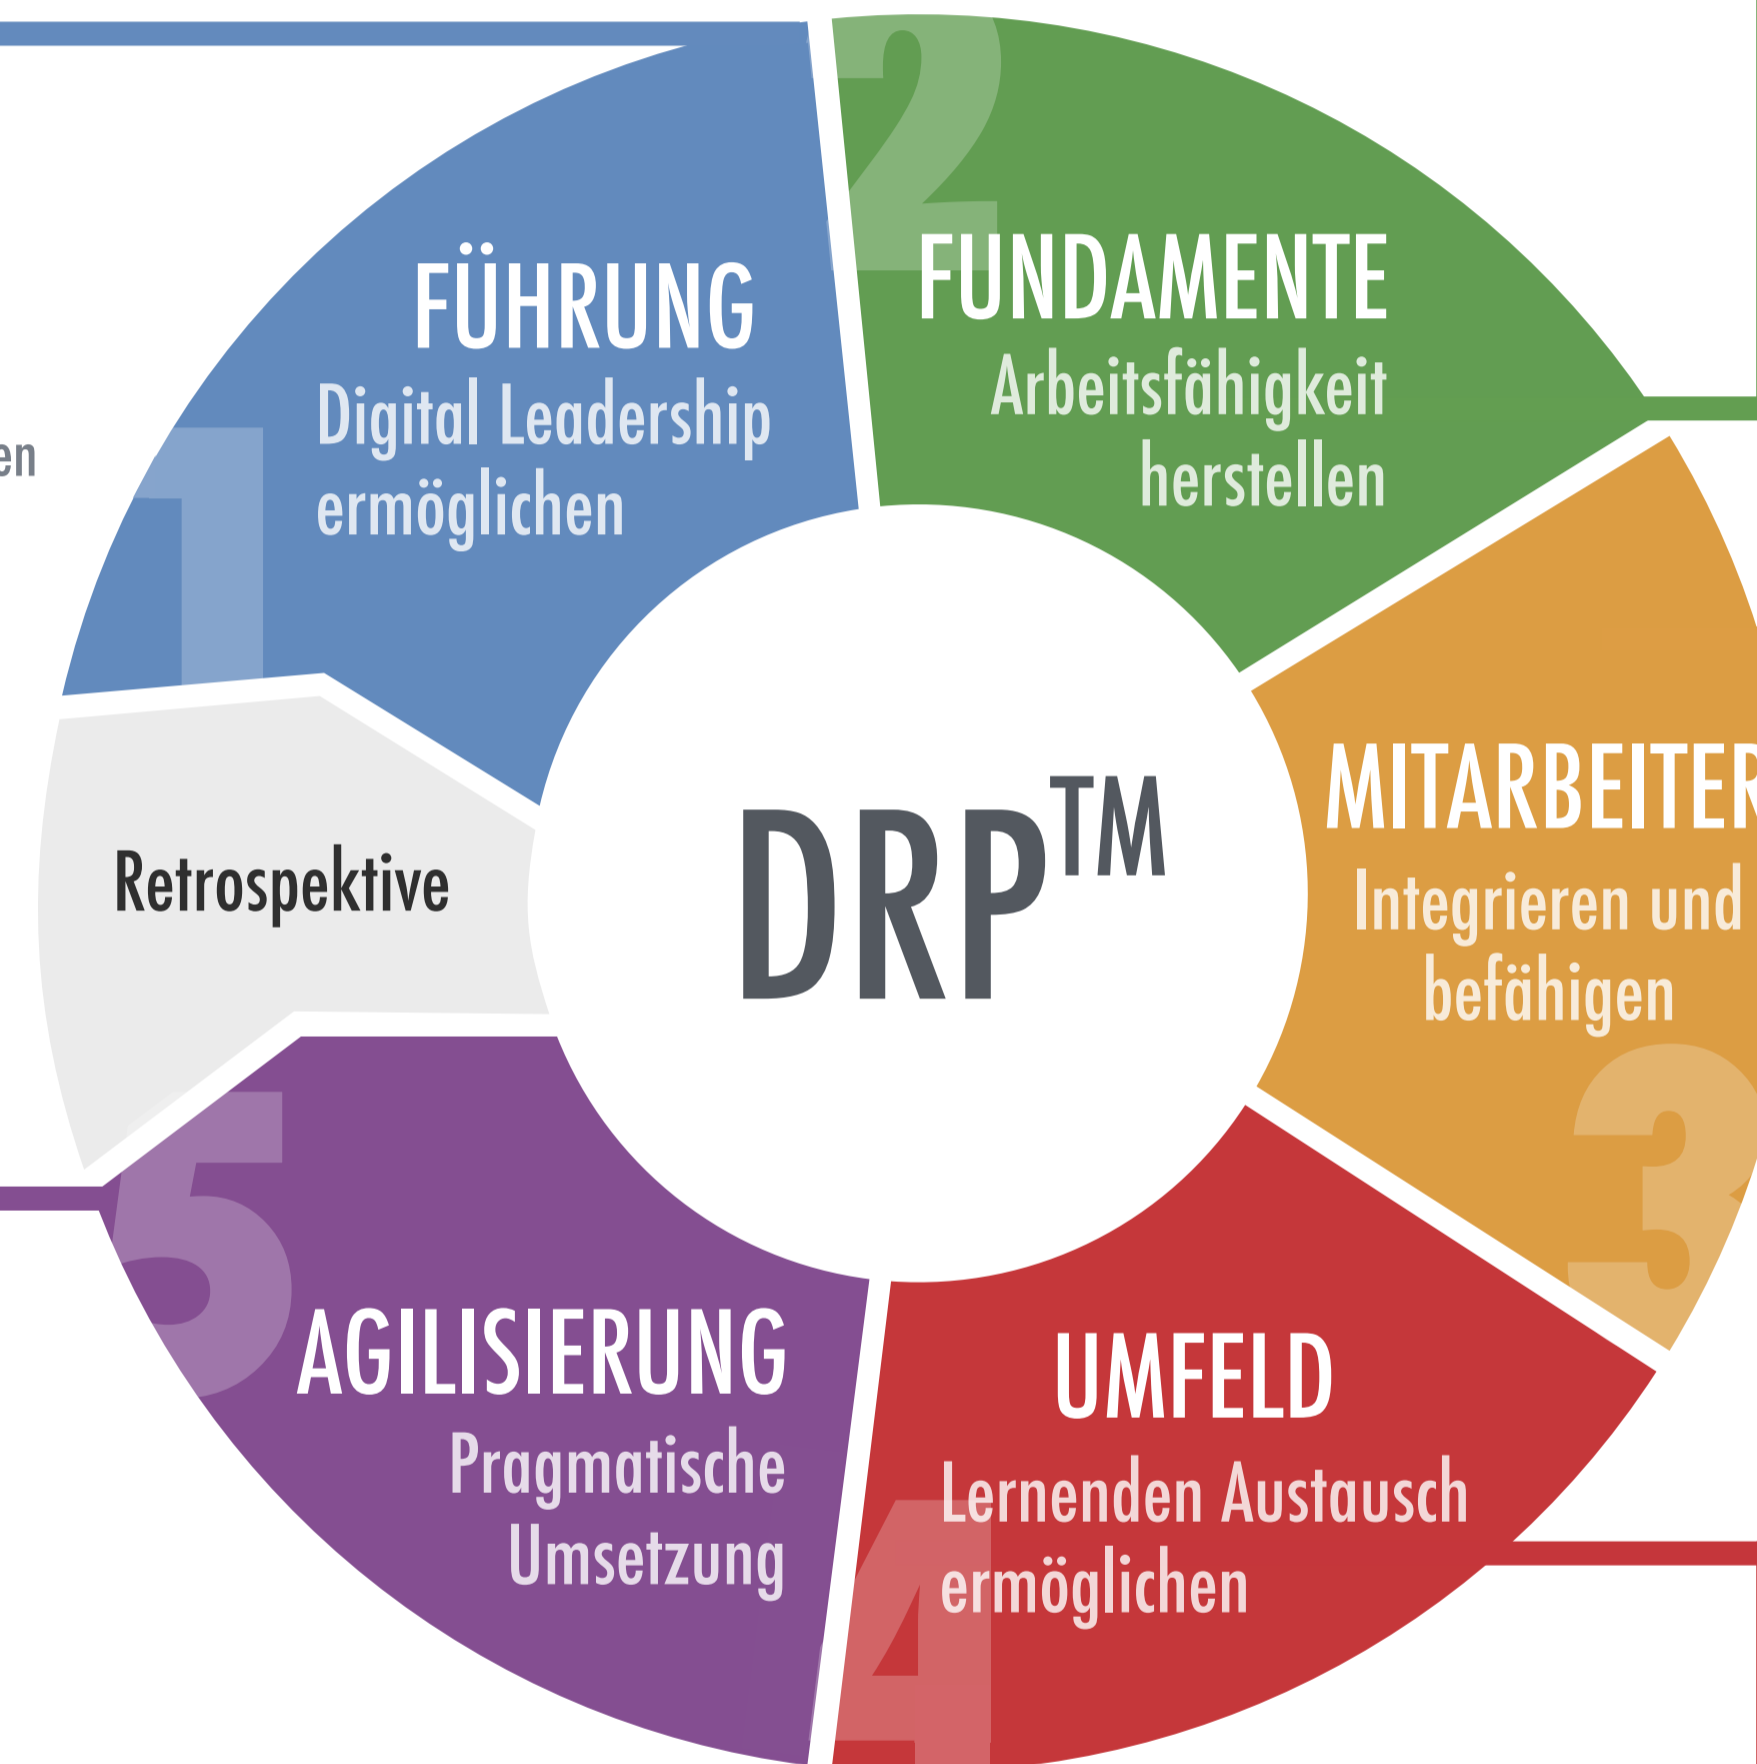 1
FÜHRUNG
Digital Leadership
ermöglichen
2
FUNDAMENTE
Arbeitsfähigkeit
herstellen
3
MITARBEITER
Integrieren und
befähigen
4
UMFELD
Lernenden Austausch
ermöglichen
5
AGILISIERUNG
Pragmatische
Umsetzung
Retrospektive
DRP™
en